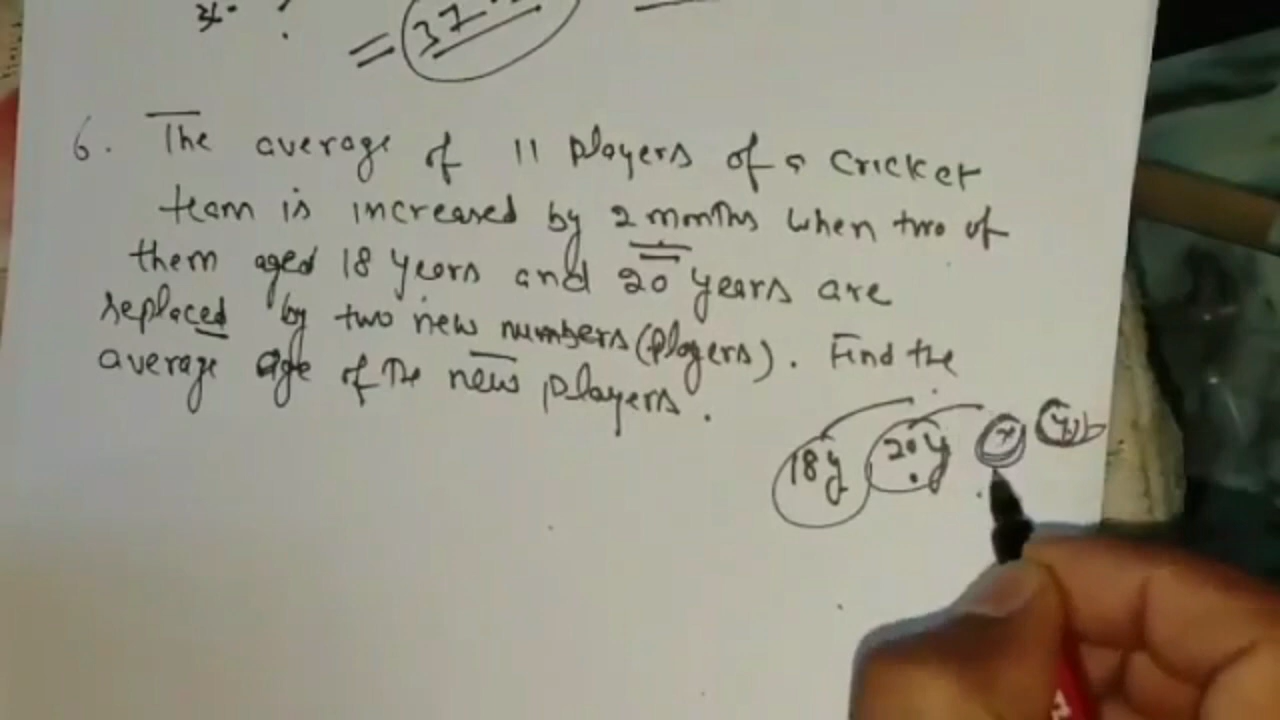 = 37
6. The average of 11 players of a cricket
team is increased by 2 months when two of
them aged 18 years and 20 years are
replaced by two new numbers (players). Find the
average age of the new players.
18y 20y x